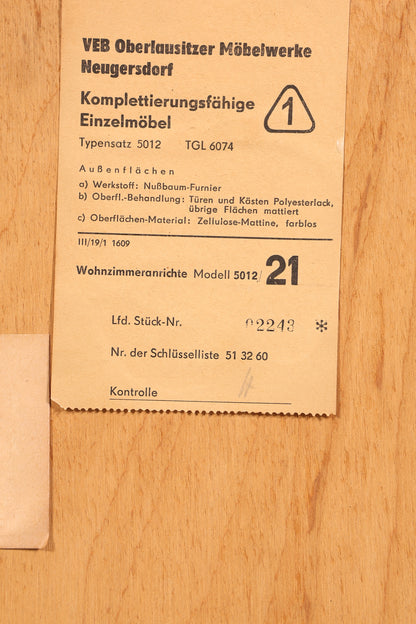 VEB Oberlausitzer Möbelwerke
Neugersdorf
Komplettierungsfähige
Einzelmöbel
1
Typensatz 5012 TGL 6074
Außenflächen
a) Werkstoff: Nußbaum-Furnier
b) Oberfl.-Behandlung: Türen und Kästen Polyesterlack,
übrige Flächen mattiert
c) Oberflächen-Material: Zellulose-Mattine, farblos
III/19/1 1609
Wohnzimmeranrichte Modell 5012/21
Lfd. Stück-Nr. 02243 *
Nr. der Schlüsselliste 51 32 60
Kontrolle